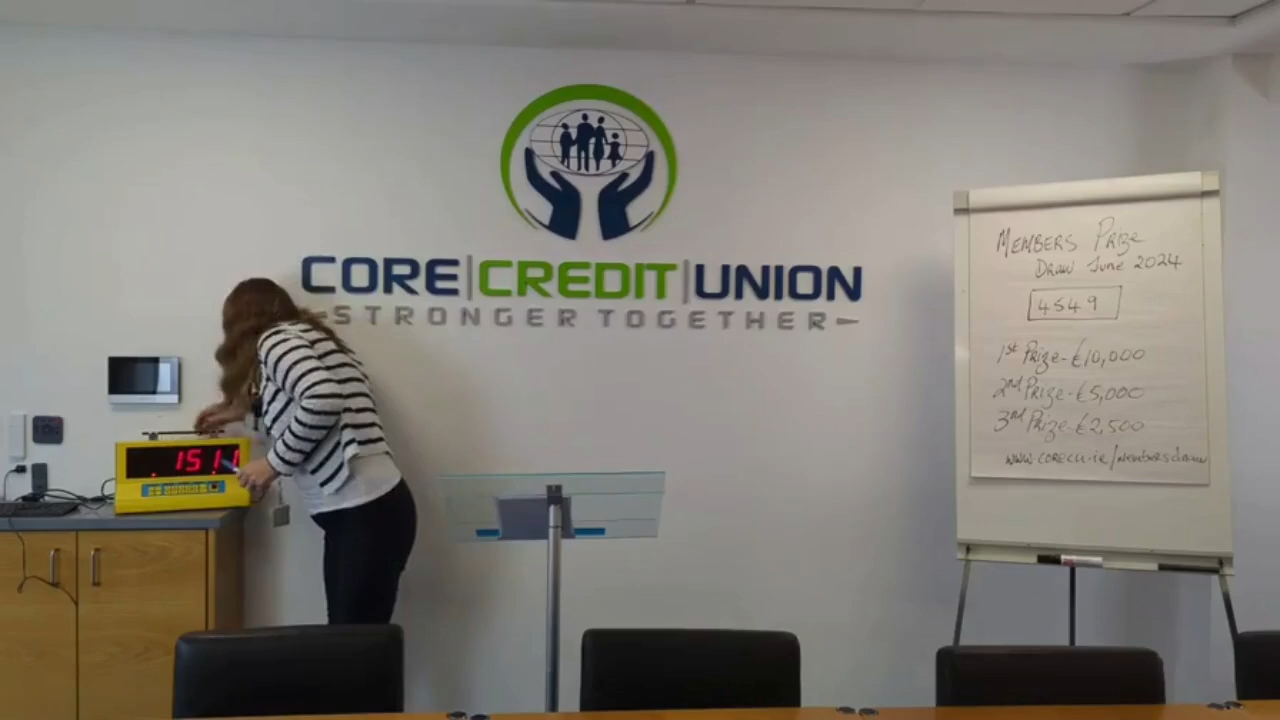 CORE|CREDIT|UNION
STRONGER TOGETHER
MEMBERS PRIZE
DRAW June 2024
4549
1st Prize-€10,000
2nd Prize-€5,000
3rd Prize-€2,500
www.corecu.ie/membersdraw